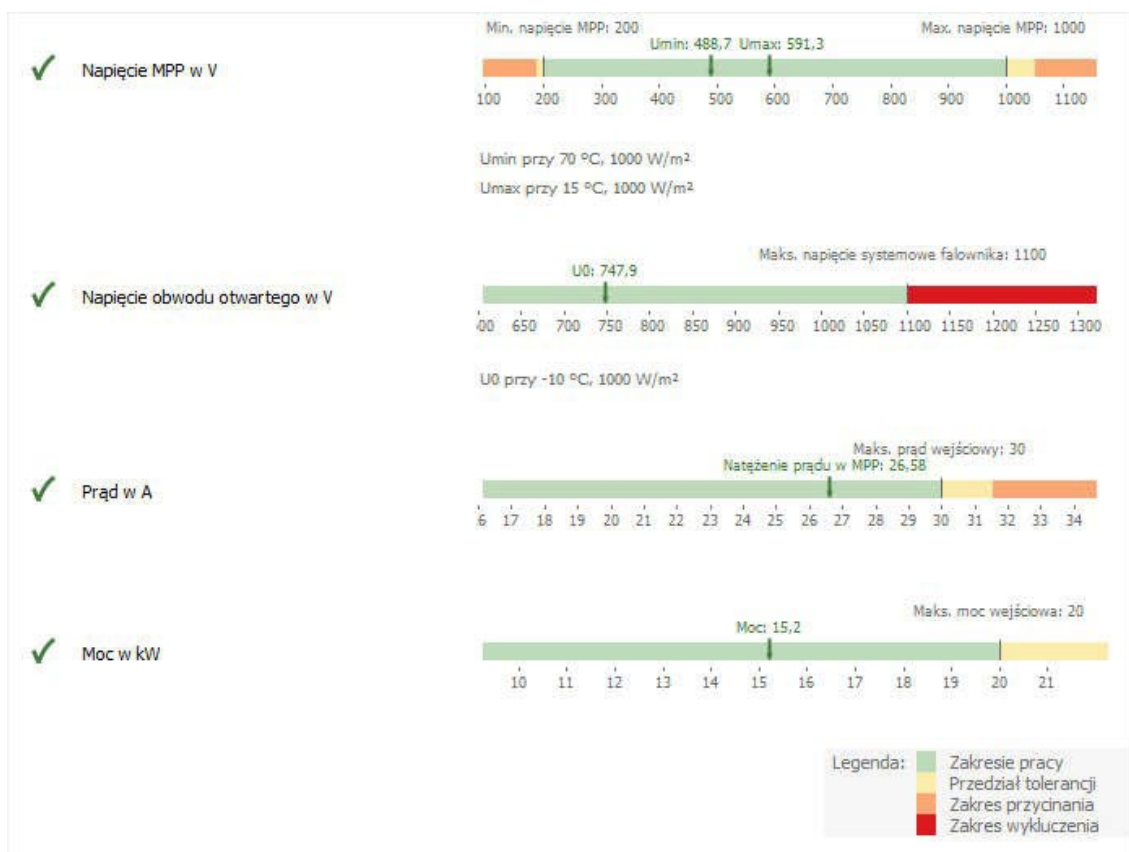 Min. napięcie MPP: 200 Max. napięcie MPP: 1000
Umin: 488,7 Umax: 591,3
Napięcie MPP w V
100 200 300 400 500 600 700 800 900 1000 1100
Umin przy 70 ºC, 1000 W/m²
Umax przy 15 ºC, 1000 W/m²
Maks. napięcie systemowe falownika: 1100
U0: 747,9
Napięcie obwodu otwartego w V
00 650 700 750 800 850 900 950 1000 1050 1100 1150 1200 1250 1300
U0 przy -10 ºC, 1000 W/m²
Maks. prąd wejściowy: 30
Natężenie prądu w MPP: 26,58
Prąd w A
6 17 18 19 20 21 22 23 24 25 26 27 28 29 30 31 32 33 34
Maks. moc wejściowa: 20
Moc: 15,2
Moc w kW
10 11 12 13 14 15 16 17 18 19 20 21
Legenda: Zakresie pracy
Przedział tolerancji
Zakres przycinania
Zakres wykluczenia